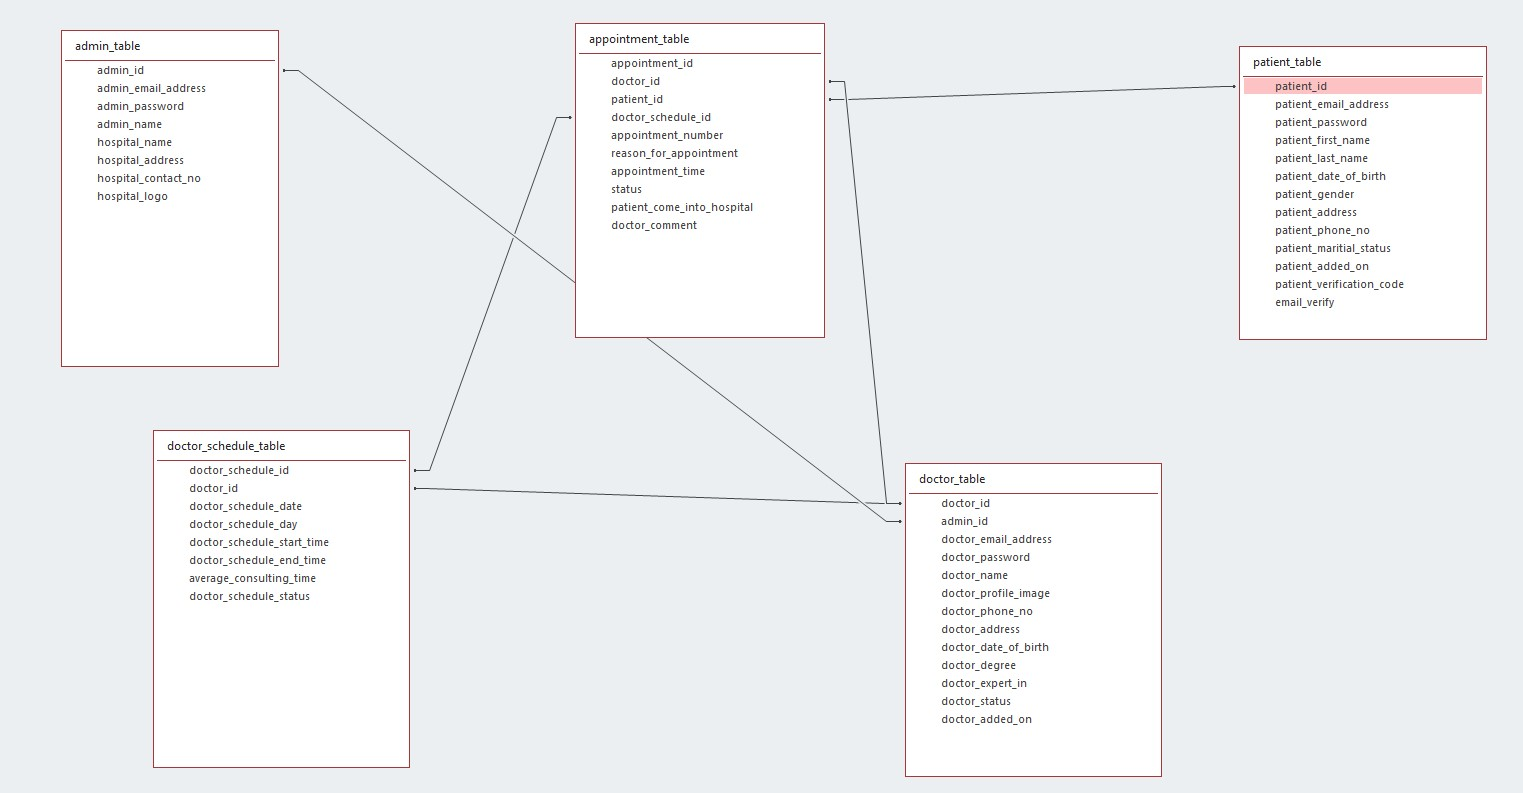 admin_table
admin_id
admin_email_address
admin_password
admin_name
hospital_name
hospital_address
hospital_contact_no
hospital_logo
appointment_table
appointment_id
doctor_id
patient_id
doctor_schedule_id
appointment_number
reason_for_appointment
appointment_time
status
patient_come_into_hospital
doctor_comment
patient_table
patient_id
patient_email_address
patient_password
patient_first_name
patient_last_name
patient_date_of_birth
patient_gender
patient_address
patient_phone_no
patient_maritial_status
patient_added_on
patient_verification_code
email_verify
doctor_schedule_table
doctor_schedule_id
doctor_id
doctor_schedule_date
doctor_schedule_day
doctor_schedule_start_time
doctor_schedule_end_time
average_consulting_time
doctor_schedule_status
doctor_table
doctor_id
admin_id
doctor_email_address
doctor_password
doctor_name
doctor_profile_image
doctor_phone_no
doctor_address
doctor_date_of_birth
doctor_degree
doctor_expert_in
doctor_status
doctor_added_on